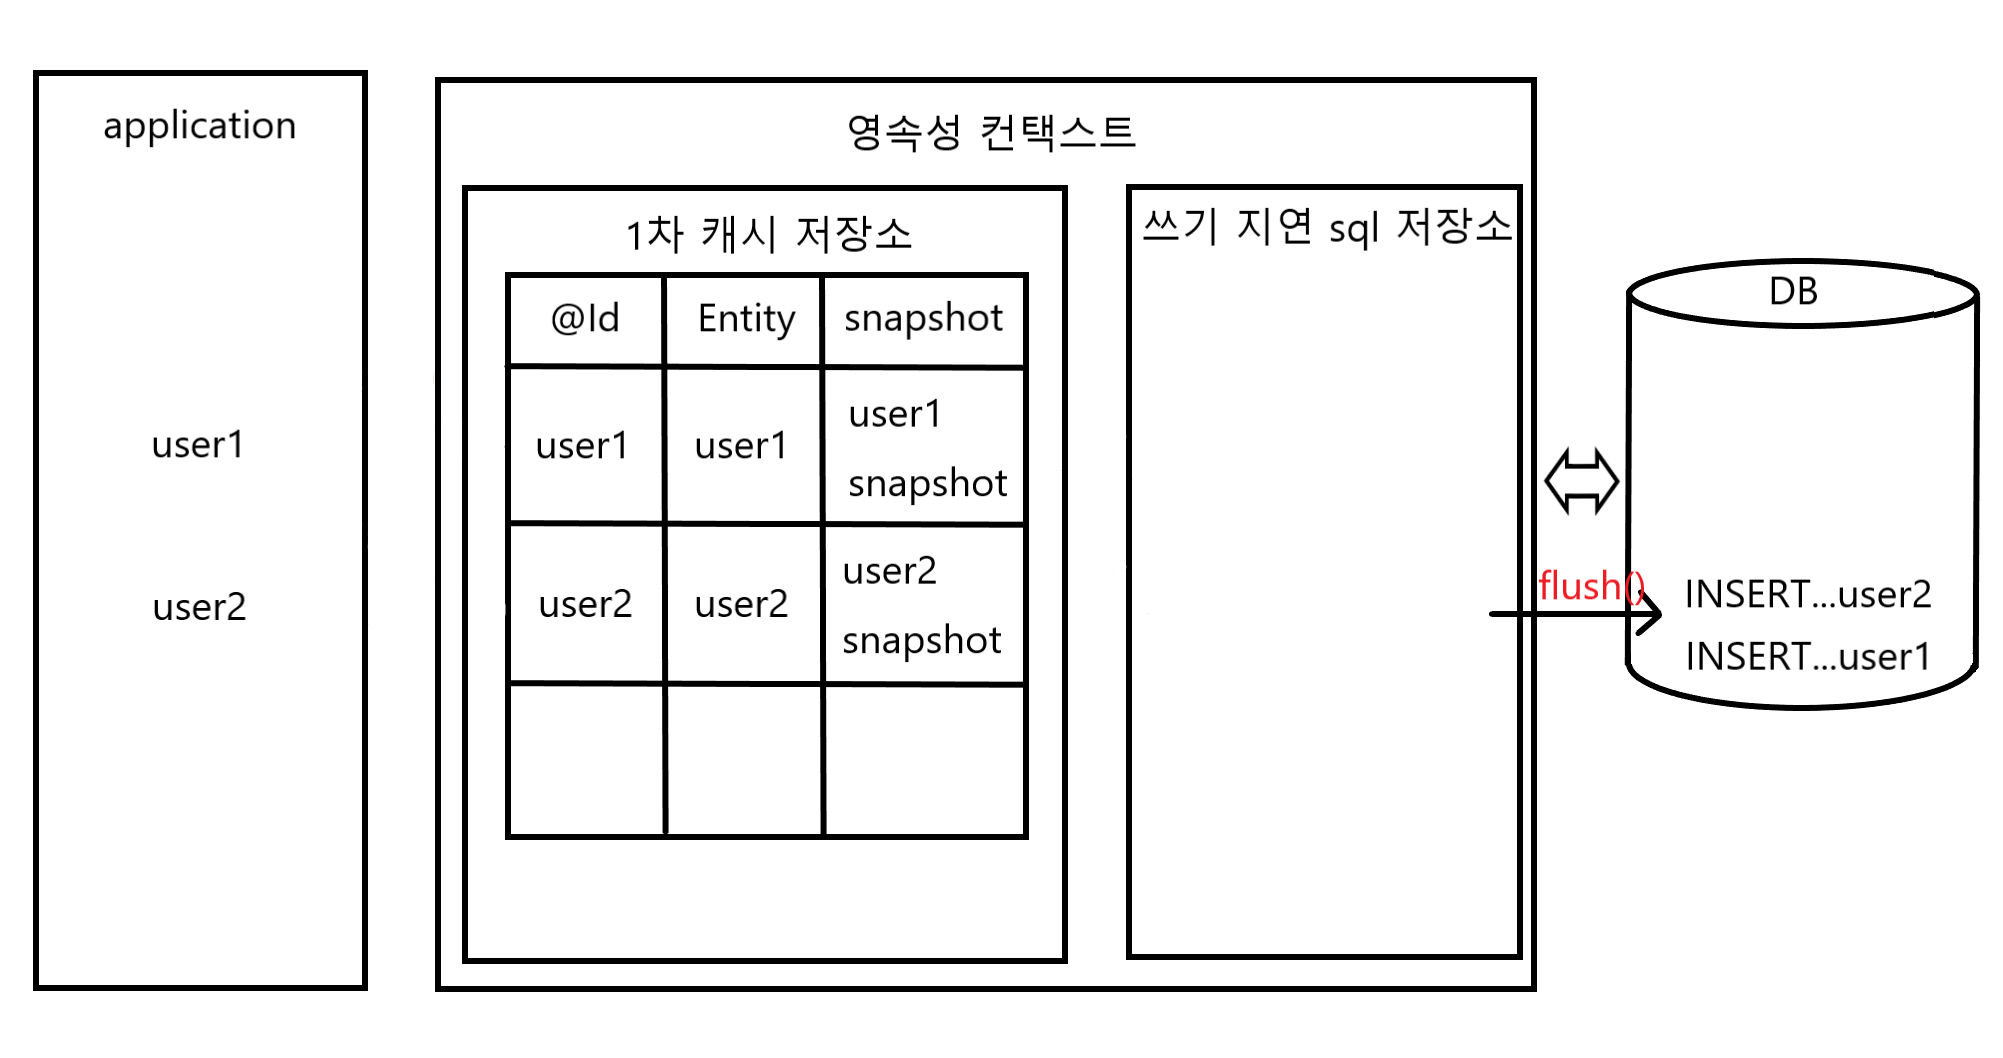 application
user1
user2
영속성 컨택스트
1차 캐시 저장소
@Id
Entity
snapshot
user1
user1
user1
snapshot
user2
user2
user2
snapshot
쓰기 지연 sql 저장소
flush()
DB
INSERT...user2
INSERT...user1